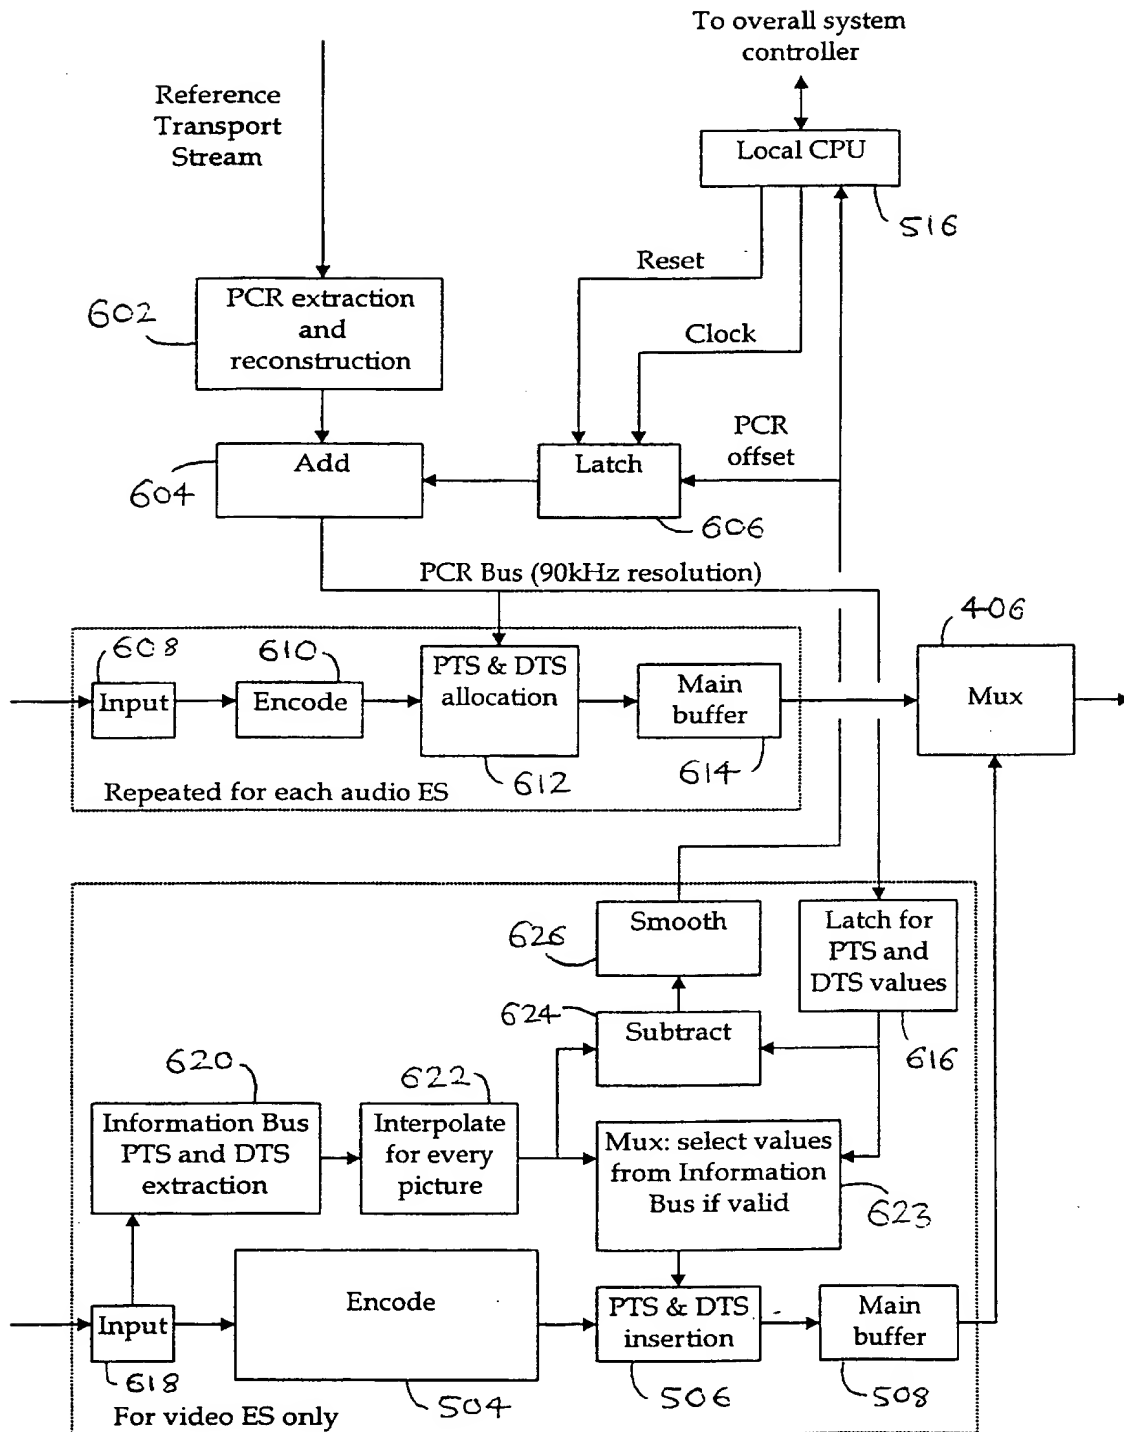 To overall system
controller
Reference
Transport
Stream
Local CPU
516
Reset
PCR extraction
and
reconstruction
602
Clock
PCR
offset
Add
604
Latch
606
PCR Bus (90kHz resolution)
406
608
610
Input
Encode
PTS & DTS
allocation
Main
buffer
Mux
612
614
Repeated for each audio ES
Smooth
626
Latch for
PTS and
DTS values
616
624
Subtract
620
622
Information Bus
PTS and DTS
extraction
Interpolate
for every
picture
Mux: select values
from Information
Bus if valid
623
Encode
Input
618
504
PTS & DTS
insertion
506
Main
buffer
508
For video ES only